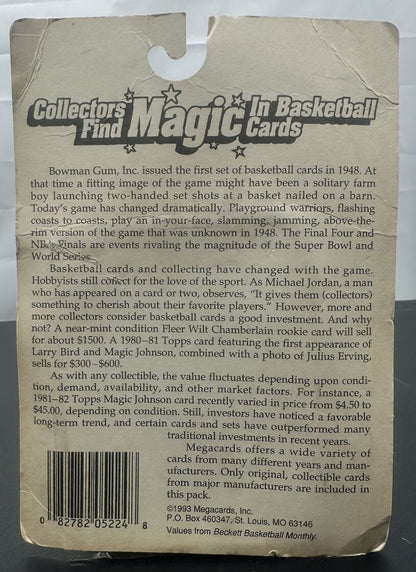 Collectors Find Magic In Basketball Cards
Bowman Gum, Inc. issued the first set of basketball cards in 1948. At
that time a fitting image of the game might have been a solitary farm
boy launching two-handed set shots at a basket nailed on a barn.
Today's game has changed dramatically. Playground warriors, flashing
coasts to coasts, play an in-your-face, slamming, jamming, above-the-
rim version of the game that was unknown in 1948. The Final Four and
NBA Finals are events rivaling the magnitude of the Super Bowl and
World Series.
Basketball cards and collecting have changed with the game.
Hobbyists still collect for the love of the sport. As Michael Jordan, a man
who has appeared on a card or two, observes, "It gives them (collectors)
something to cherish about their favorite players." However, more and
more collectors consider basketball cards a good investment. And why
not? A near-mint condition Fleer Wilt Chamberlain rookie card will sell
for about $1500. A 1980–81 Topps card featuring the first appearance of
Larry Bird and Magic Johnson, combined with a photo of Julius Erving,
sells for $300–$600.
As with any collectible, the value fluctuates depending upon condi-
tion, demand, availability, and other market factors. For instance, a
1981–82 Topps Magic Johnson card recently varied in price from $4.50 to
$45.00, depending on condition. Still, investors have noticed a favorable
long-term trend, and certain cards and sets have outperformed many
traditional investments in recent years.
Megacards offers a wide variety of
cards from many different years and man-
ufacturers. Only original, collectible cards
from major manufacturers are included in
this pack.
©1993 Megacards, Inc.
P.O. Box 460347, St. Louis, MO 63146
Values from Beckett Basketball Monthly.
0 82782 05224 8